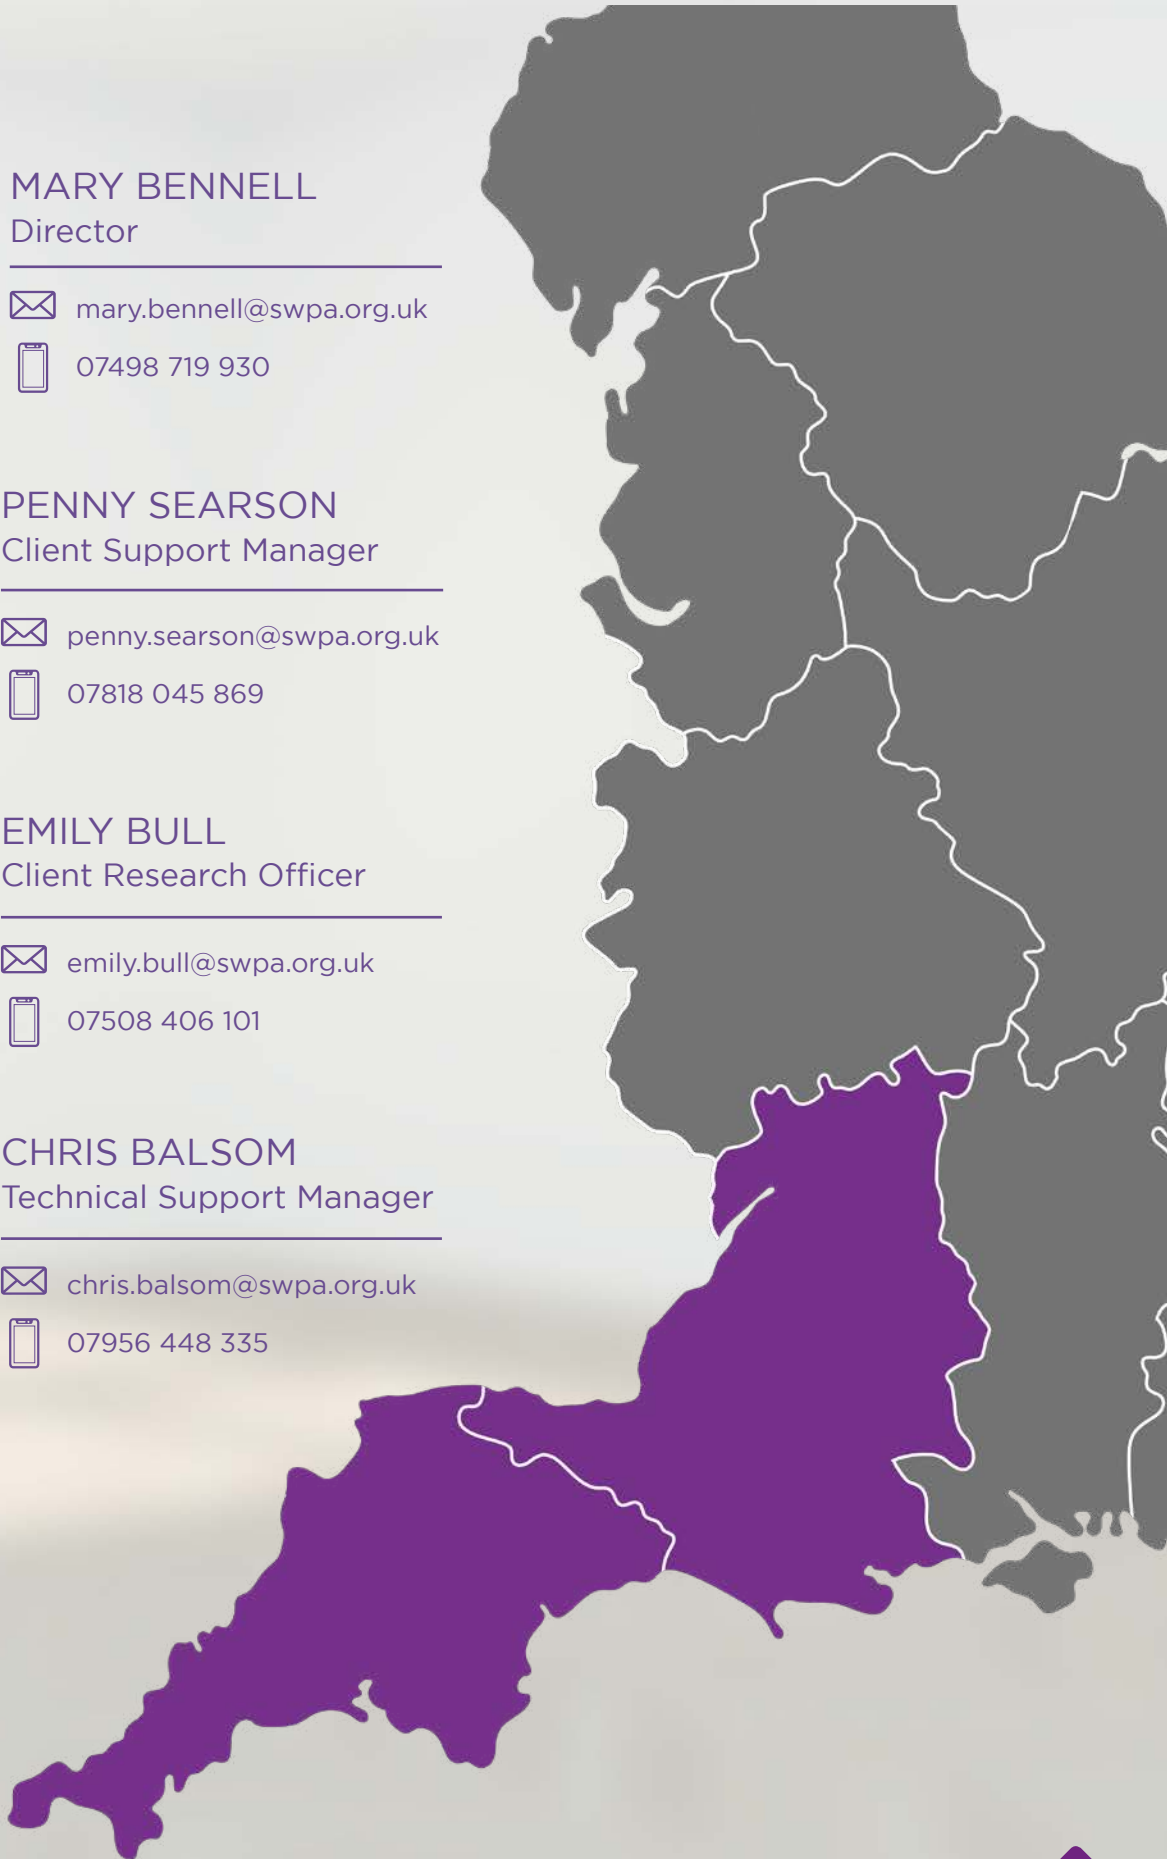 MARY BENNELL
Director
mary.bennell@swpa.org.uk
07498 719 930
PENNY SEARSON
Client Support Manager
penny.searson@swpa.org.uk
07818 045 869
EMILY BULL
Client Research Officer
emily.bull@swpa.org.uk
07508 406 101
CHRIS BALSOM
Technical Support Manager
chris.balsom@swpa.org.uk
07956 448 335